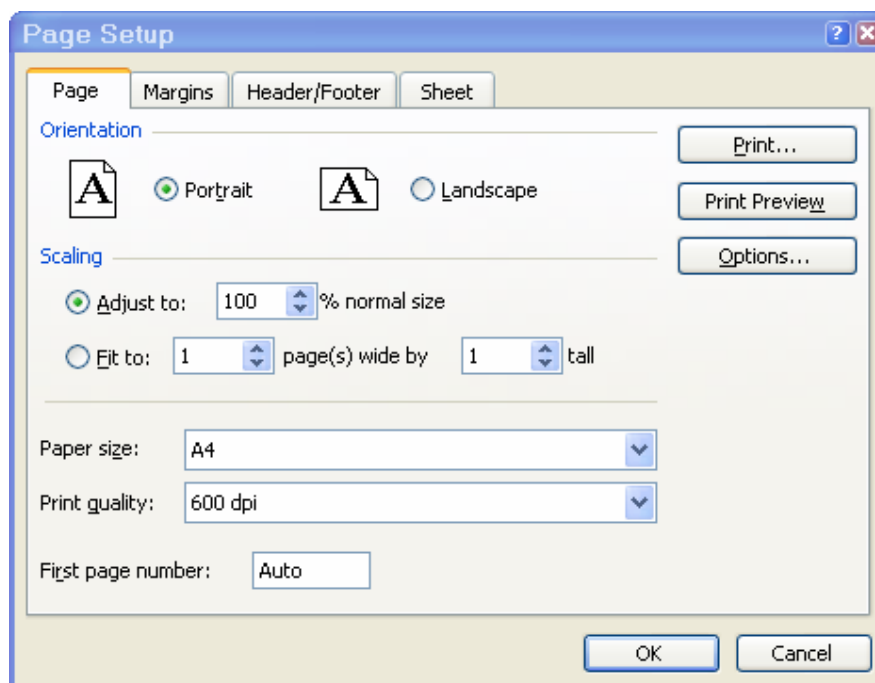 Page Setup
?
Page Margins Header/Footer Sheet
Orientation
Print...
A Portrait A Landscape
Print Preview
Scaling
Options...
Adjust to: 100 % normal size
Fit to: 1 page(s) wide by 1 tall
Paper size: A4
Print quality: 600 dpi
First page number: Auto
OK Cancel